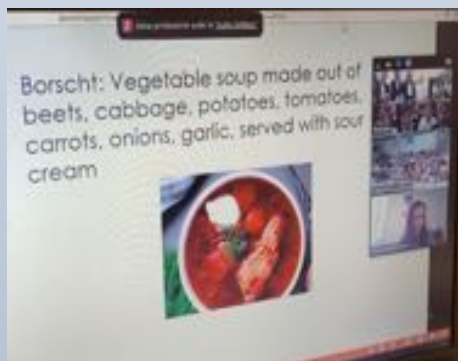 Borscht: Vegetable soup made out of
beets, cabbage, potatoes, tomatoes,
carrots, onions, garlic, served with sour
cream